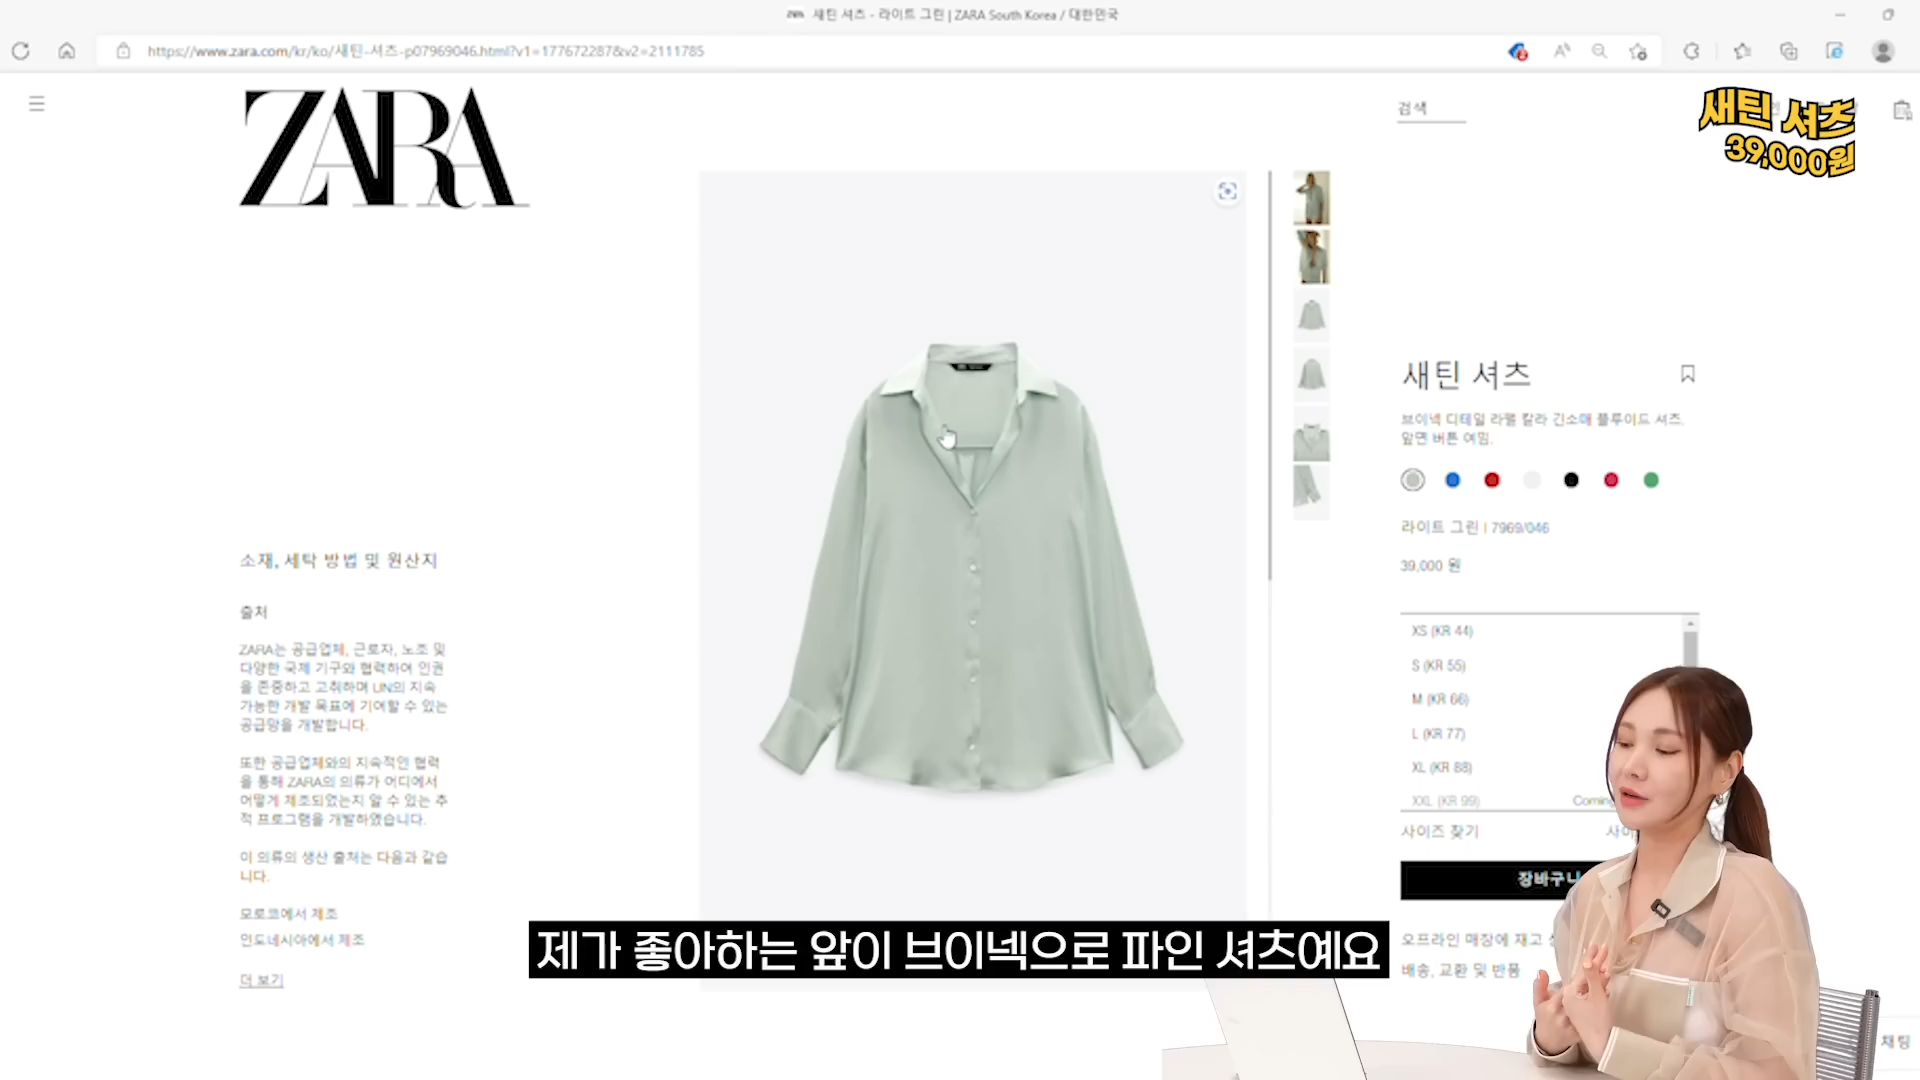 ZARA 새틴 셔츠 - 라이트 그린 | ZARA South Korea / 대한민국
https://www.zara.com/kr/ko/새틴-셔츠-p07969046.html?v1=177672287&v2=2111785
ZARA
검색
새틴 셔츠
39,000원
새틴 셔츠
브이넥 디테일 라펠 칼라 긴소매 플루이드 셔츠.
앞면 버튼 여밈.
라이트 그린 | 7969/046
39,000 원
XS (KR 44)
S (KR 55)
M (KR 66)
L (KR 77)
XL (KR 88)
XXL (KR 99) Coming
사이즈 찾기
장바구니
오프라인 매장에 재고
배송, 교환 및 반품
소재, 세탁 방법 및 원산지
출처
ZARA는 공급업체, 근로자, 노조 및
다양한 국제 기구와 협력하여 인권
을 존중하고 고취하며 UN의 지속
가능한 개발 목표에 기여할 수 있는
공급망을 개발합니다.
또한 공급업체와의 지속적인 협력
을 통해 ZARA의 의류가 어디에서
어떻게 제조되었는지 알 수 있는 추
적 프로그램을 개발하였습니다.
이 의류의 생산 출처는 다음과 같습
니다.
모로코에서 제조
인도네시아에서 제조
더 보기
제가 좋아하는 앞이 브이넥으로 파인 셔츠예요
채팅